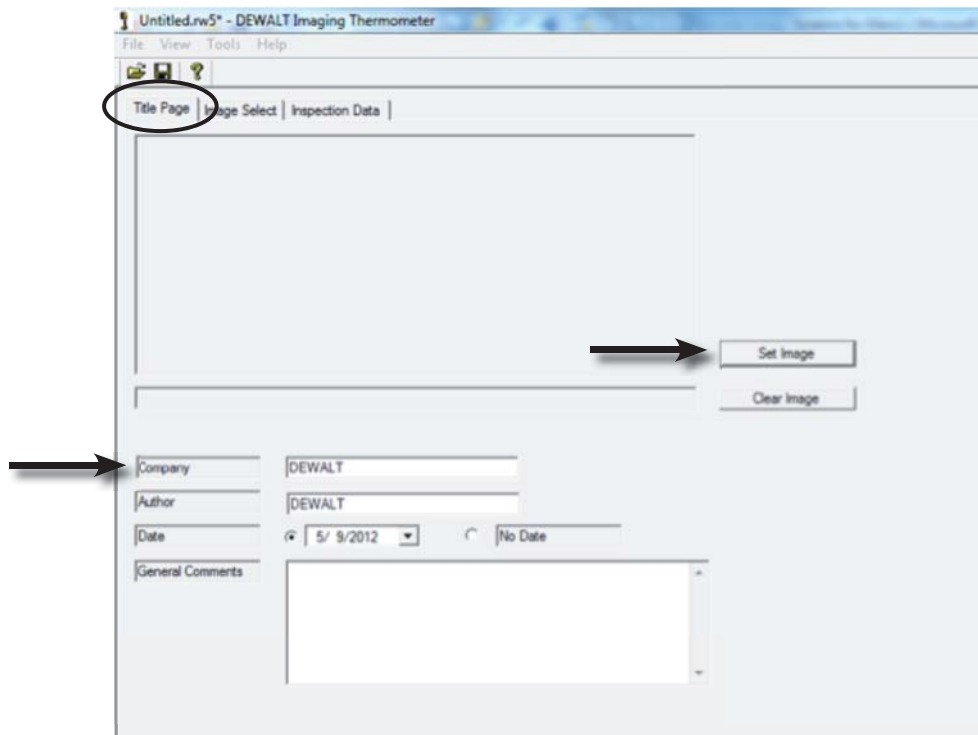 Untitled.rw5* - DEWALT Imaging Thermometer
File View Tools Help
Title Page Image Select Inspection Data
Set Image
Clear Image
Company DEWALT
Author DEWALT
Date 5/ 9/2012 No Date
General Comments